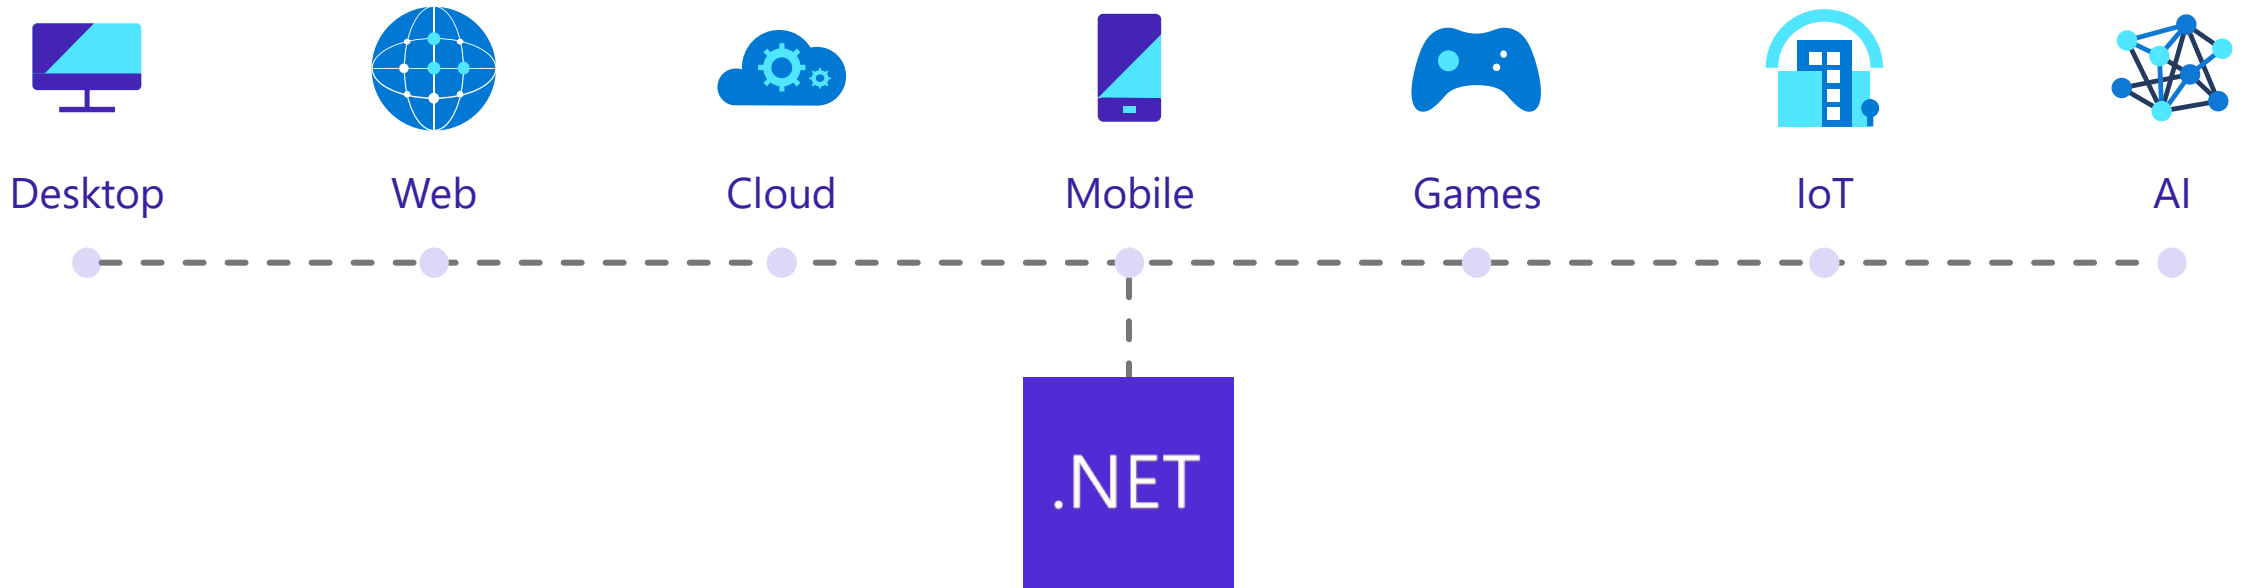 Desktop
Web
Cloud
Mobile
Games
IoT
AI
.NET